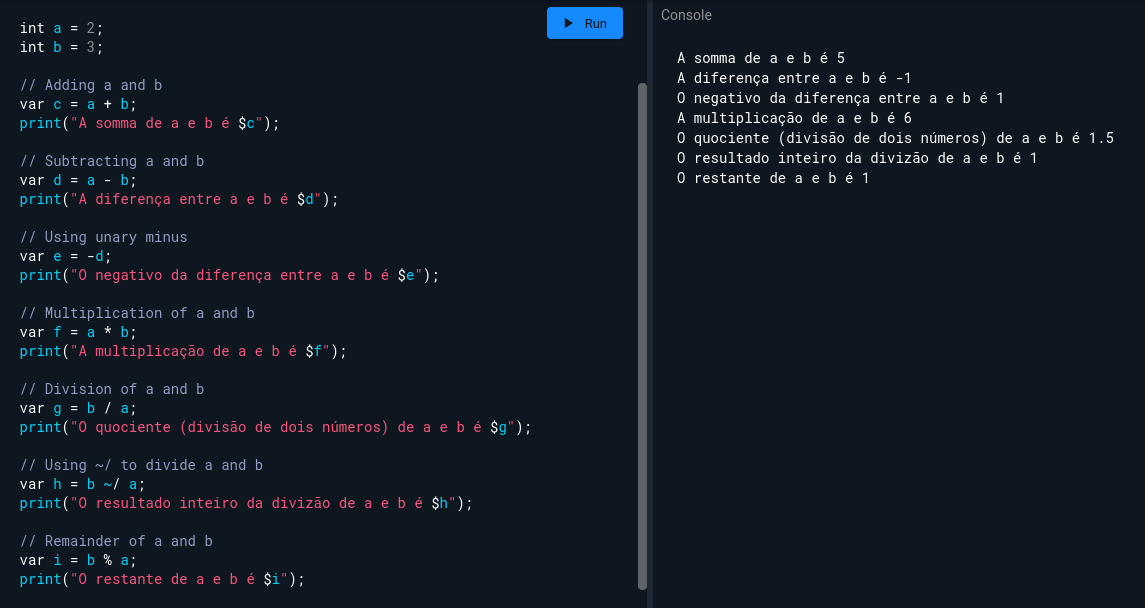 int a = 2;
int b = 3;
// Adding a and b
var c = a + b;
print("A somma de a e b é $c");
// Subtracting a and b
var d = a - b;
print("A diferença entre a e b é $d");
// Using unary minus
var e = -d;
print("O negativo da diferença entre a e b é $e");
// Multiplication of a and b
var f = a * b;
print("A multiplicação de a e b é $f");
// Division of a and b
var g = b / a;
print("O quociente (divisão de dois números) de a e b é $g");
// Using ~/ to divide a and b
var h = b ~/ a;
print("O resultado inteiro da divizão de a e b é $h");
// Remainder of a and b
var i = b % a;
print("O restante de a e b é $i");
Run
Console
A somma de a e b é 5
A diferença entre a e b é -1
O negativo da diferença entre a e b é 1
A multiplicação de a e b é 6
O quociente (divisão de dois números) de a e b é 1.5
O resultado inteiro da divizão de a e b é 1
O restante de a e b é 1